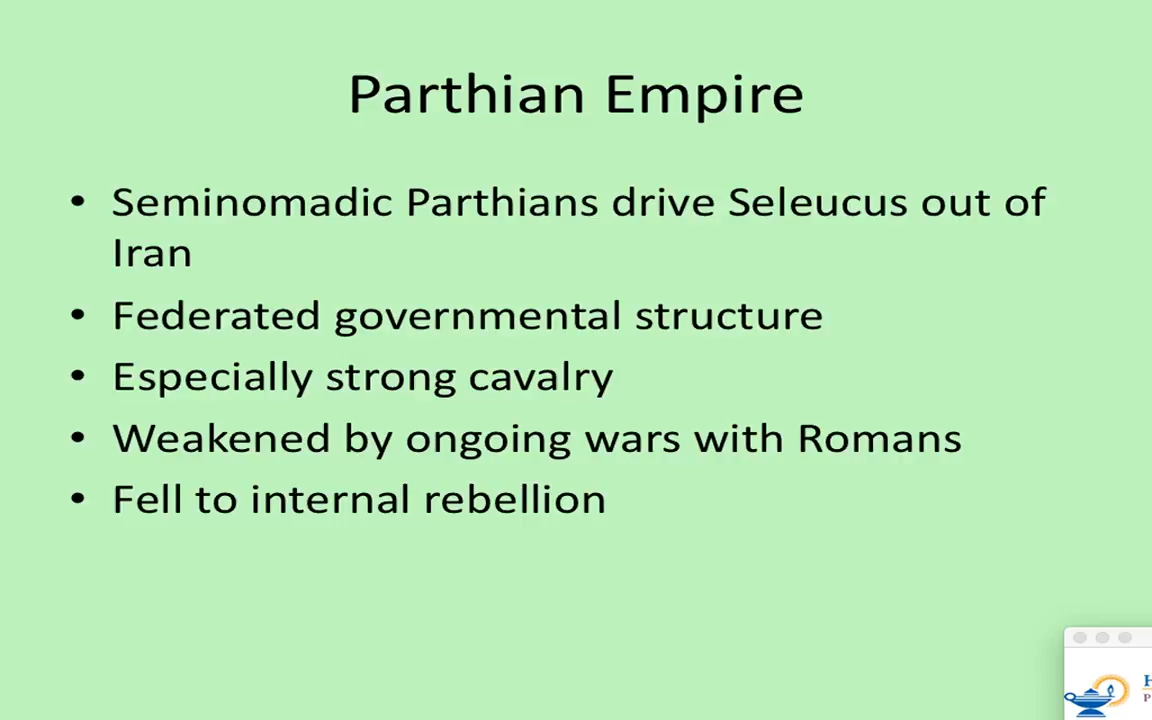 Parthian Empire
• Seminomadic Parthians drive Seleucus out of
Iran
• Federated governmental structure
• Especially strong cavalry
• Weakened by ongoing wars with Romans
• Fell to internal rebellion
H
P